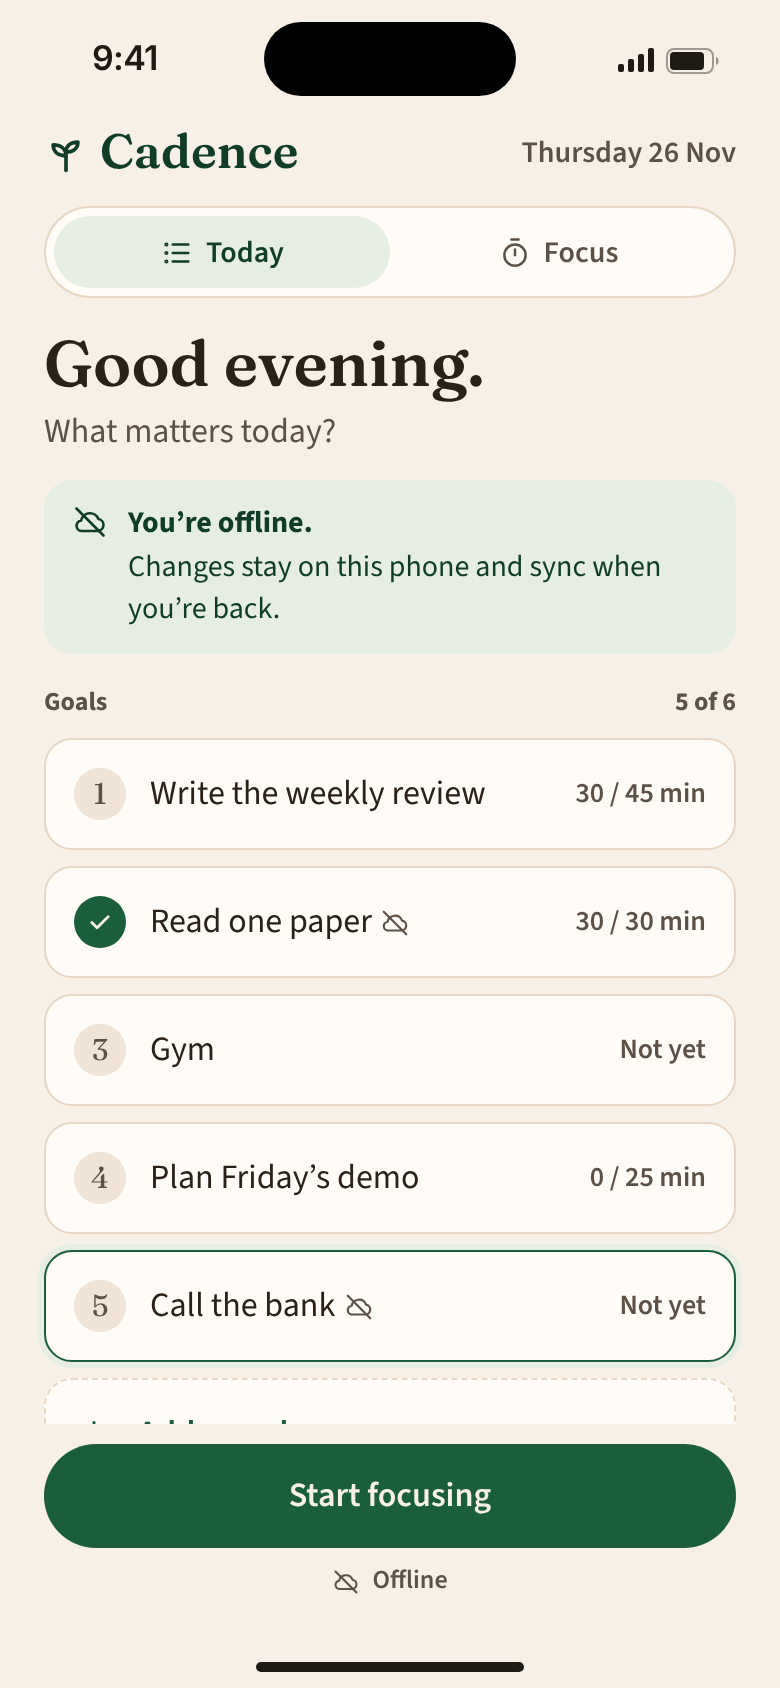 9:41
Cadence
Thursday 26 Nov
Today
Focus
Good evening.
What matters today?
You’re offline.
Changes stay on this phone and sync when
you’re back.
Goals
5 of 6
1 Write the weekly review 30 / 45 min
Read one paper 30 / 30 min
3 Gym Not yet
4 Plan Friday’s demo 0 / 25 min
5 Call the bank Not yet
Start focusing
Offline